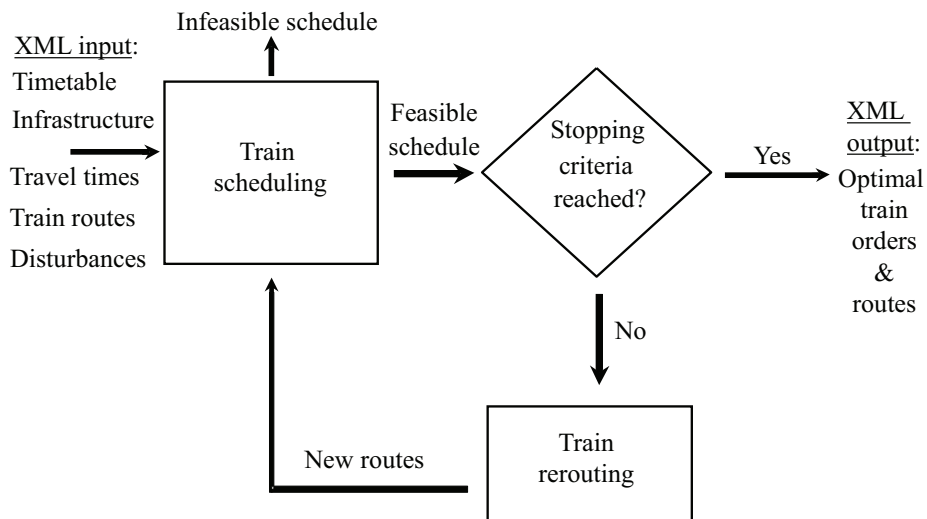 Infeasible schedule
XML input:
Timetable
Infrastructure
Travel times
Train routes
Disturbances
Train
scheduling
Feasible
schedule
Stopping
criteria
reached?
Yes
XML
output:
Optimal
train
orders
&
routes
No
Train
rerouting
New routes